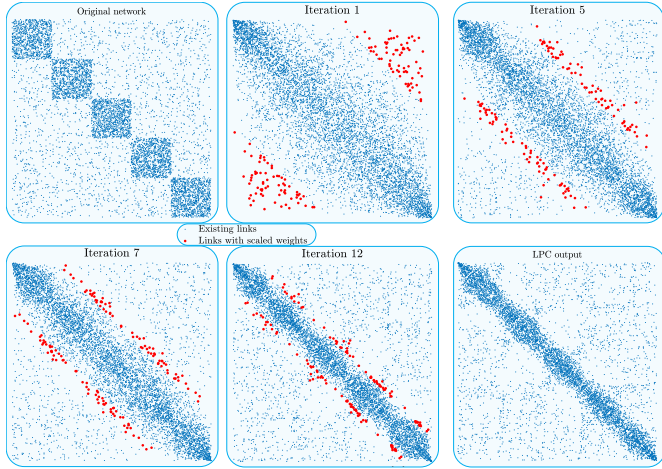 Original network
Iteration 1
Iteration 5
Existing links
Links with scaled weights
Iteration 7
Iteration 12
LPC output